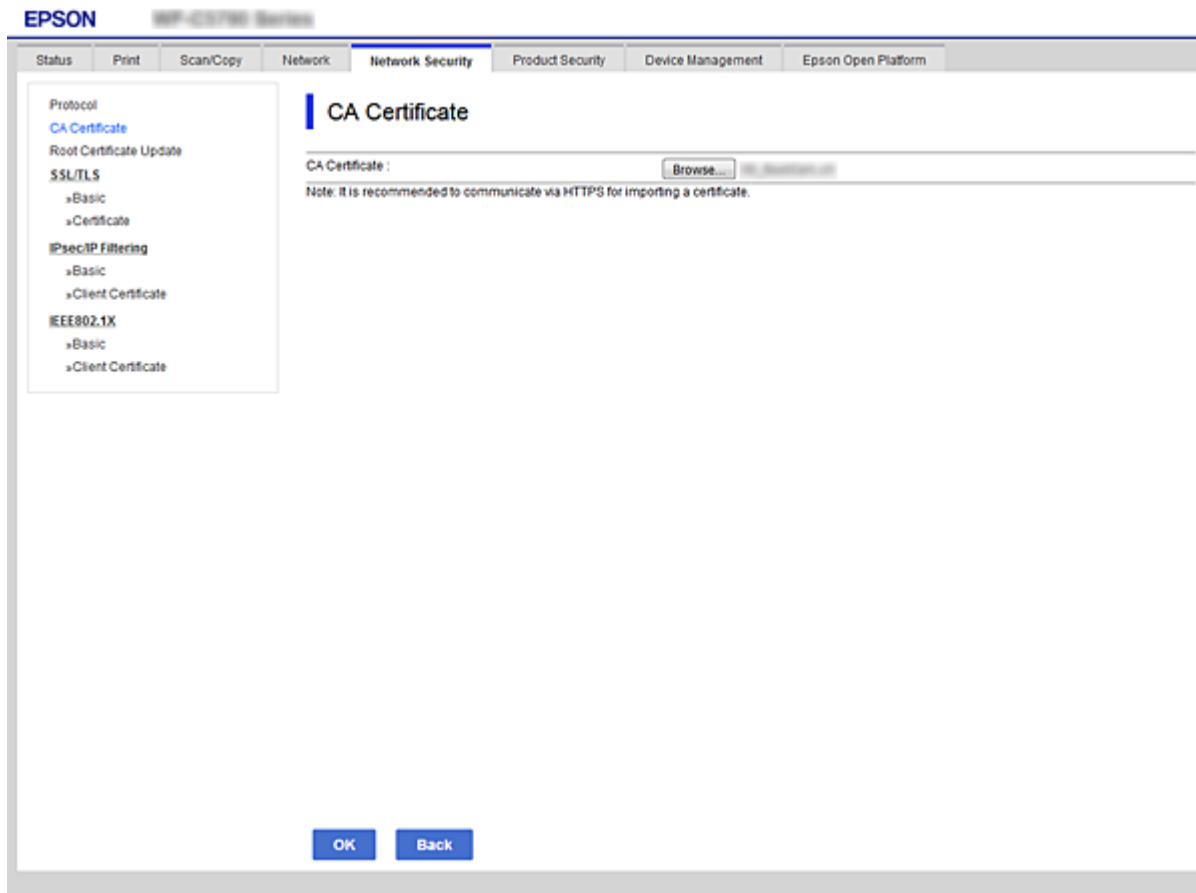 EPSON
Status Print Scan/Copy Network Network Security Product Security Device Management Epson Open Platform
Protocol
CA Certificate
Root Certificate Update
SSL/TLS
»Basic
»Certificate
IPsec/IP Filtering
»Basic
»Client Certificate
IEEE802.1X
»Basic
»Client Certificate
CA Certificate
CA Certificate : Browse...
Note: It is recommended to communicate via HTTPS for importing a certificate.
OK Back